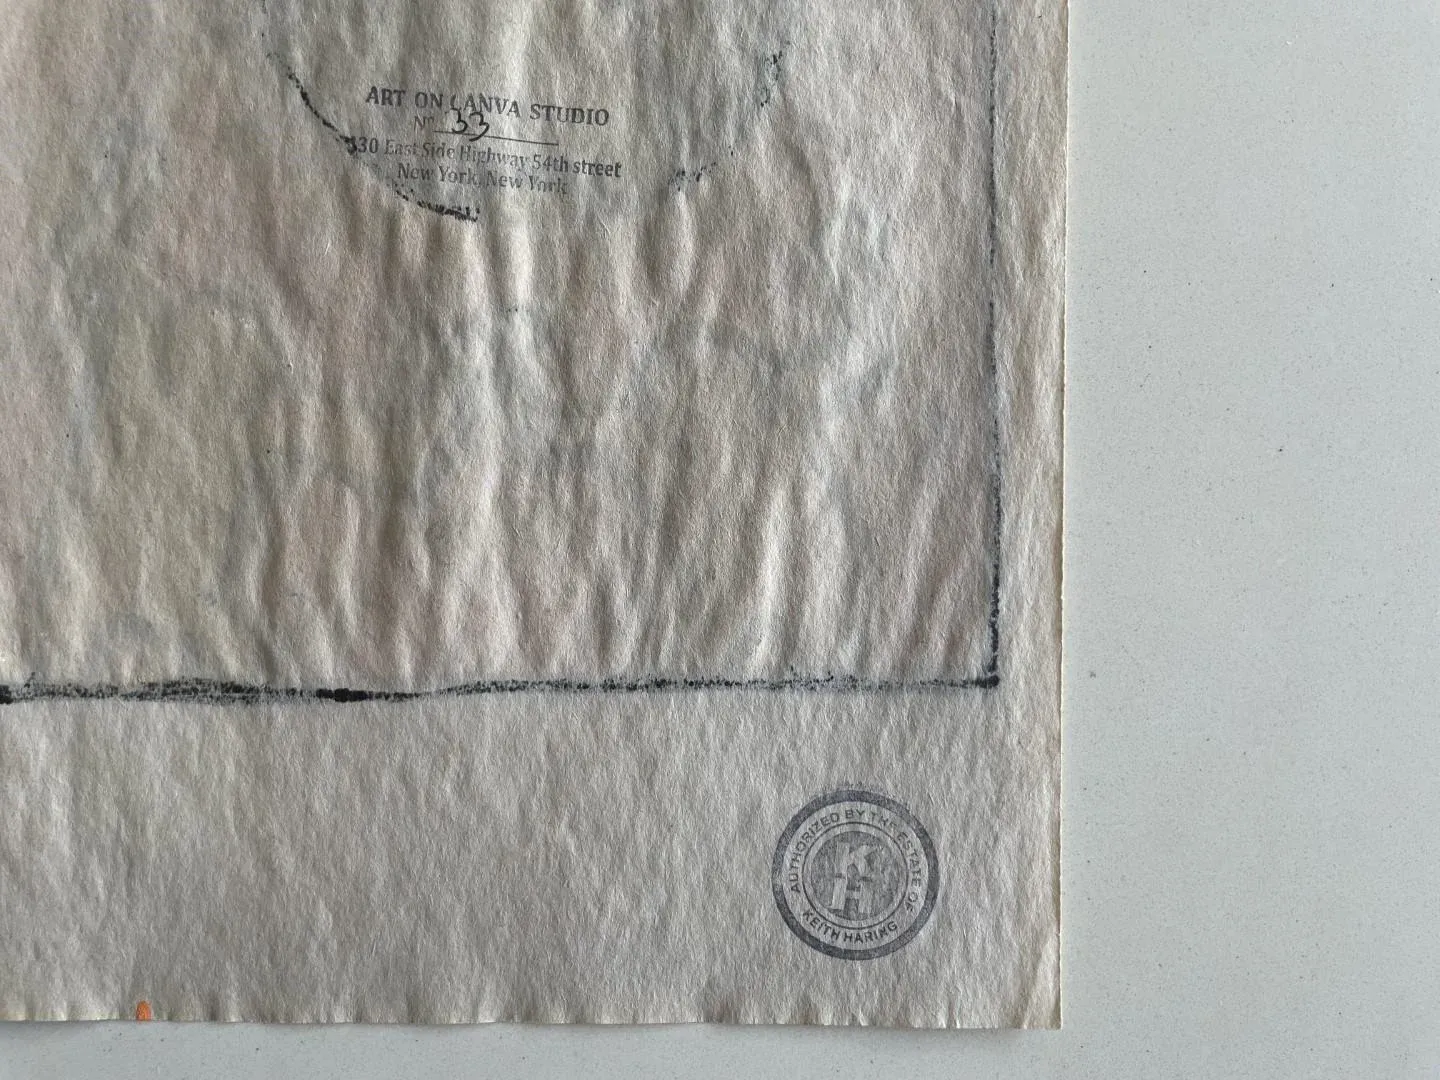 ART ON CANVA STUDIO
N° 33
330 East Side Highway 54th street
New York, New York
AUTHORIZED BY THE ESTATE OF
KEITH HARING
KH